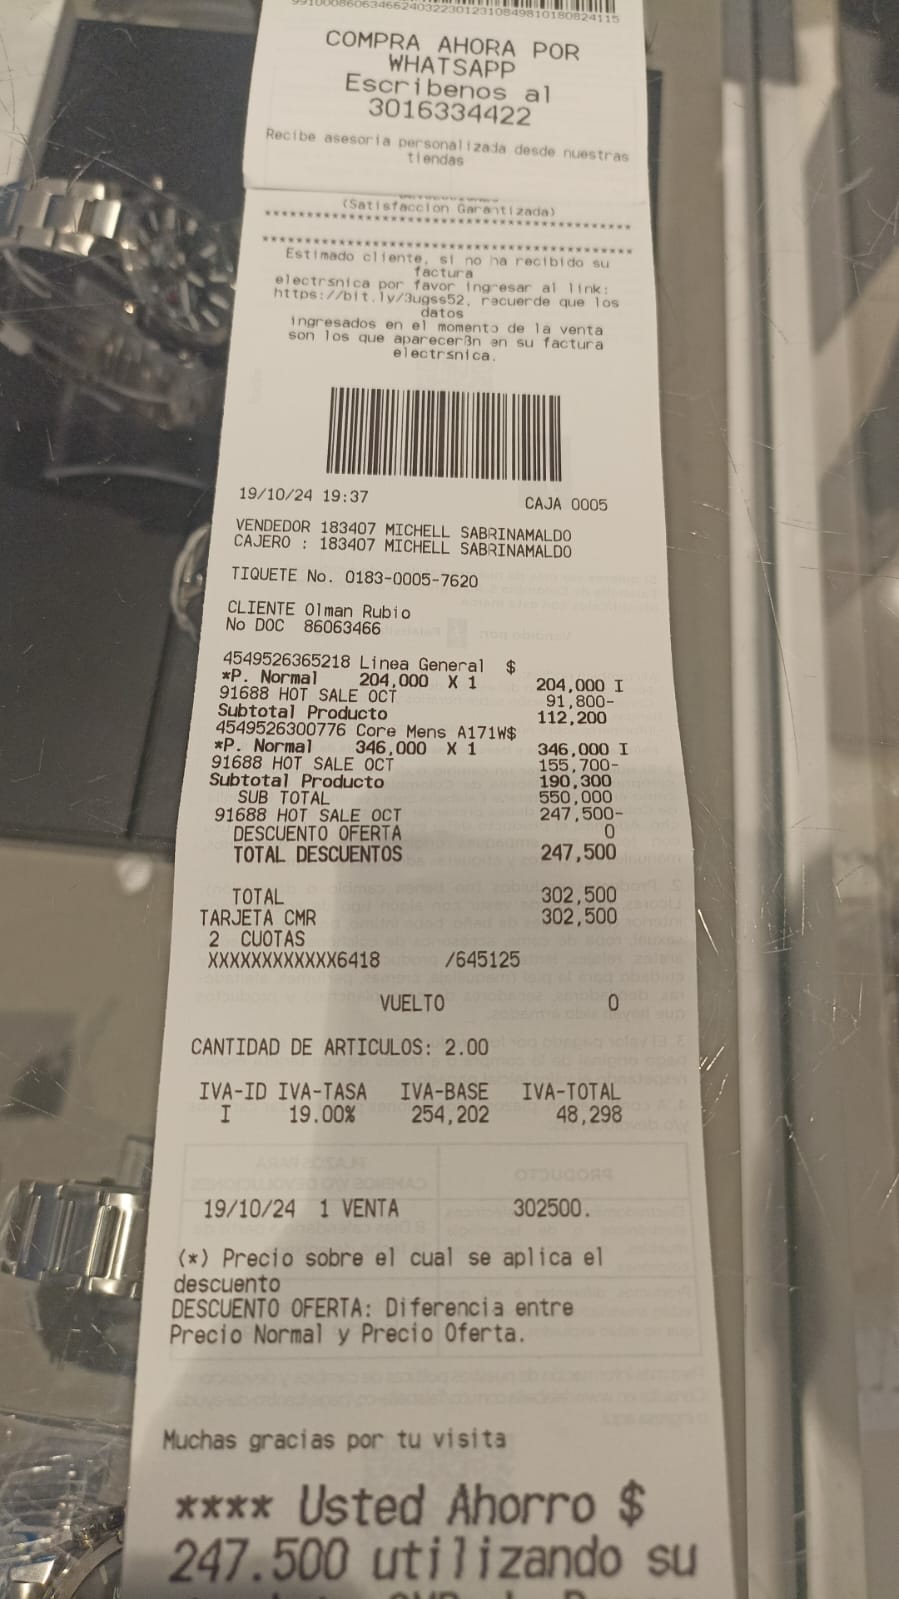 COMPRA AHORA POR
WHATSAPP
Escribenos al
3016334422
Recibe asesoria personalizada desde nuestras
tiendas
(Satisfaccion Garantizada)
****************************************
****************************************
Estimado cliente, si no ha recibido su
factura
electrsnica por favor ingresar al link:
https://bit.ly/3ugss52, recuerde que los
datos
ingresados en el momento de la venta
son los que aparecer8n en su factura
electrsnica.
19/10/24 19:37 CAJA 0005
VENDEDOR 183407 MICHELL SABRINAMALDO
CAJERO : 183407 MICHELL SABRINAMALDO
TIQUETE No. 0183-0005-7620
CLIENTE Olman Rubio
No DOC 86063466
4549526365218 Linea General $
*P. Normal 204,000 X 1 204,000 I
91688 HOT SALE OCT 91,800-
Subtotal Producto 112,200
4549526300776 Core Mens A171W$
*P. Normal 346,000 X 1 346,000 I
91688 HOT SALE OCT 155,700-
Subtotal Producto 190,300
SUB TOTAL 550,000
91688 HOT SALE OCT 247,500-
DESCUENTO OFERTA 0
TOTAL DESCUENTOS 247,500
TOTAL 302,500
TARJETA CMR 302,500
2 CUOTAS
XXXXXXXXXXXX6418 /645125
VUELTO 0
CANTIDAD DE ARTICULOS: 2.00
IVA-ID IVA-TASA IVA-BASE IVA-TOTAL
I 19.00% 254,202 48,298
19/10/24 1 VENTA 302500.
(*) Precio sobre el cual se aplica el
descuento
DESCUENTO OFERTA: Diferencia entre
Precio Normal y Precio Oferta.
Muchas gracias por tu visita
**** Usted Ahorro $
247.500 utilizando su